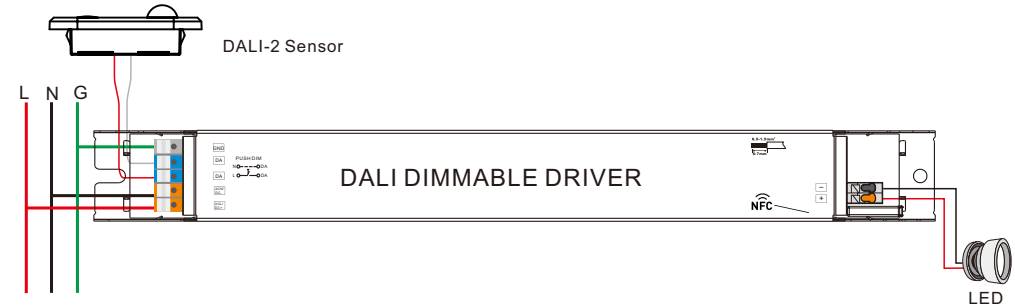 DALI-2 Sensor
L N G
GND
DA
PUSH DIM
N DA
DA
L DA
DALI DIMMABLE DRIVER
NFC
−
+
LED